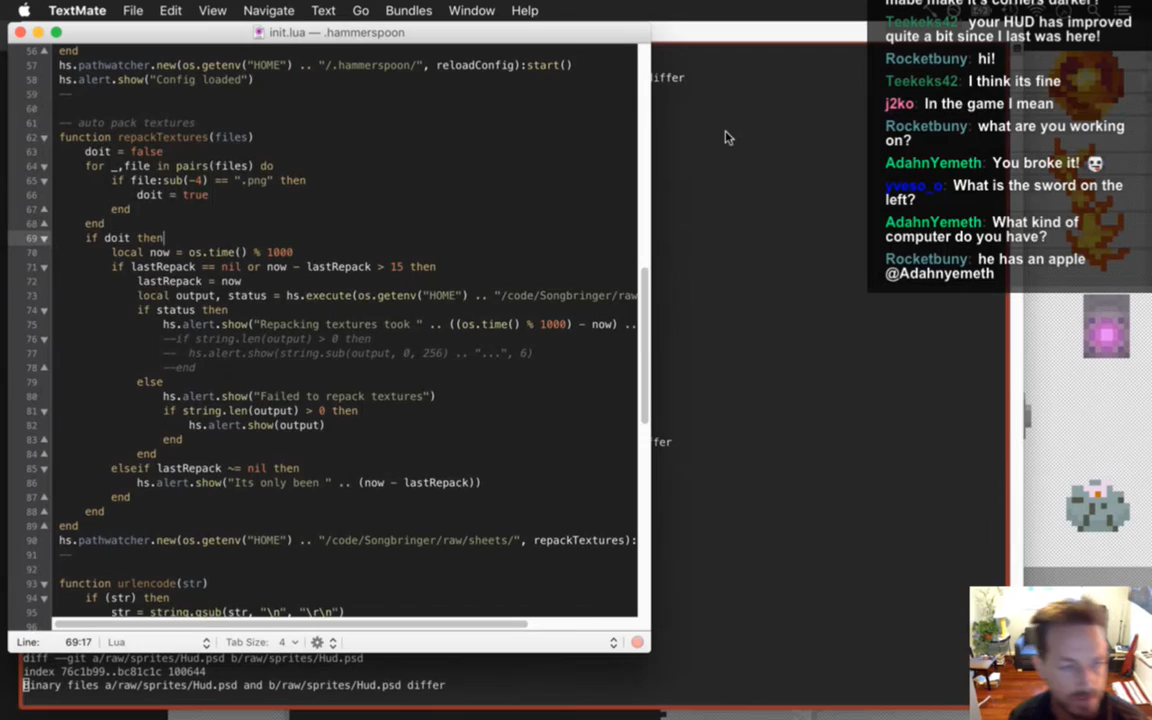 TextMate File Edit View Navigate Text Go Bundles Window Help
init.lua — .hammerspoon
56 end
57 hs.pathwatcher.new(os.getenv("HOME") .. "/.hammerspoon/", reloadConfig):start()
58 hs.alert.show("Config loaded")
59 --
60
61 -- auto pack textures
62 function repackTextures(files)
63 doit = false
64 for _,file in pairs(files) do
65 if file:sub(-4) == ".png" then
66 doit = true
67 end
68 end
69 if doit then
70 local now = os.time() % 1000
71 if lastRepack == nil or now - lastRepack > 15 then
72 lastRepack = now
73 local output, status = hs.execute(os.getenv("HOME") .. "/code/Songbringer/raw
74 if status then
75 hs.alert.show("Repacking textures took " .. ((os.time() % 1000) - now) ..
76 --if string.len(output) > 0 then
77 -- hs.alert.show(string.sub(output, 0, 256) .. "...", 6)
78 --end
79 else
80 hs.alert.show("Failed to repack textures")
81 if string.len(output) > 0 then
82 hs.alert.show(output)
83 end
84 end
85 elseif lastRepack ~= nil then
86 hs.alert.show("Its only been " .. (now - lastRepack))
87 end
88 end
89 end
90 hs.pathwatcher.new(os.getenv("HOME") .. "/code/Songbringer/raw/sheets/", repackTextures):
91 --
92
93 function urlencode(str)
94 if (str) then
95 str = string.gsub(str, "\n", "\r\n")
96
Line: 69:17 Lua Tab Size: 4
differ
ffer
diff --git a/raw/sprites/Hud.psd b/raw/sprites/Hud.psd
index 76c1b99..bc81c1c 100644
Binary files a/raw/sprites/Hud.psd and b/raw/sprites/Hud.psd differ
mabe make it's corners darker!
Teekeks42: your HUD has improved
quite a bit since I last was here!
Rocketbuny: hi!
Teekeks42: I think its fine
j2ko: In the game I mean
Rocketbuny: what are you working
on?
AdahnYemeth: You broke it!
yveso_o: What is the sword on the
left?
AdahnYemeth: What kind of
computer do you have?
Rocketbuny: he has an apple
@Adahnyemeth